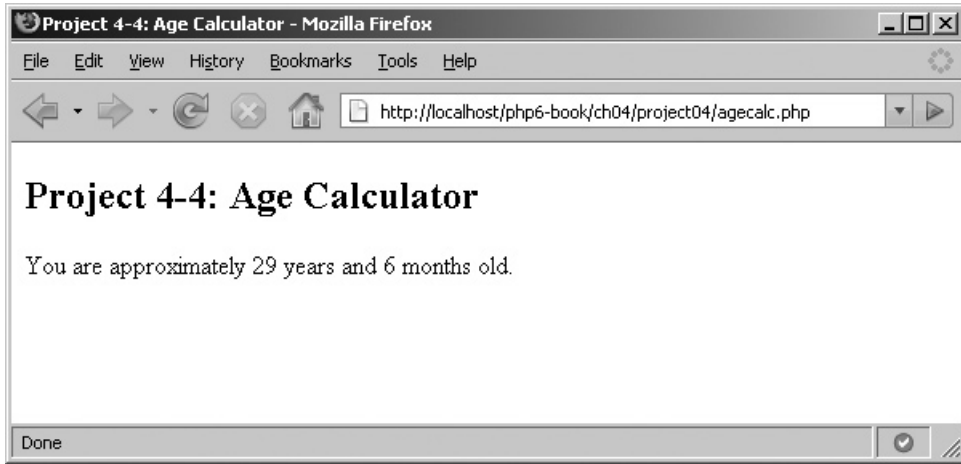 Project 4-4: Age Calculator - Mozilla Firefox
File Edit View History Bookmarks Tools Help
http://localhost/php6-book/ch04/project04/agecalc.php
Project 4-4: Age Calculator
You are approximately 29 years and 6 months old.
Done